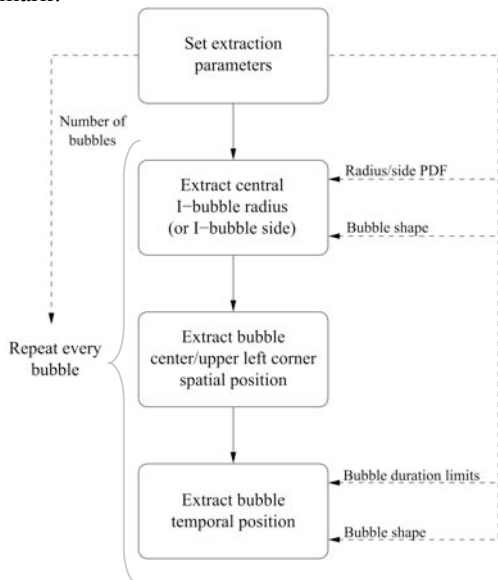 Set extraction
parameters
Number of
bubbles
Extract central
I−bubble radius
(or I−bubble side)
Radius/side PDF
Bubble shape
Repeat every
bubble
Extract bubble
center/upper left corner
spatial position
Extract bubble
temporal position
Bubble duration limits
Bubble shape